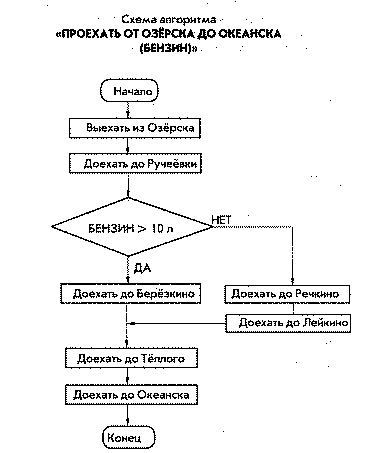 Схема алгоритма
«ПРОЕХАТЬ ОТ ОЗЁРСКА ДО ОКЕАНСКА
(БЕНЗИН)»
Начало
Выехать из Озёрска
Доехать до Ручеёвки
БЕНЗИН > 10 л
НЕТ
ДА
Доехать до Берёзкино
Доехать до Речкино
Доехать до Лейкино
Доехать до Тёплого
Доехать до Океанска
Конец